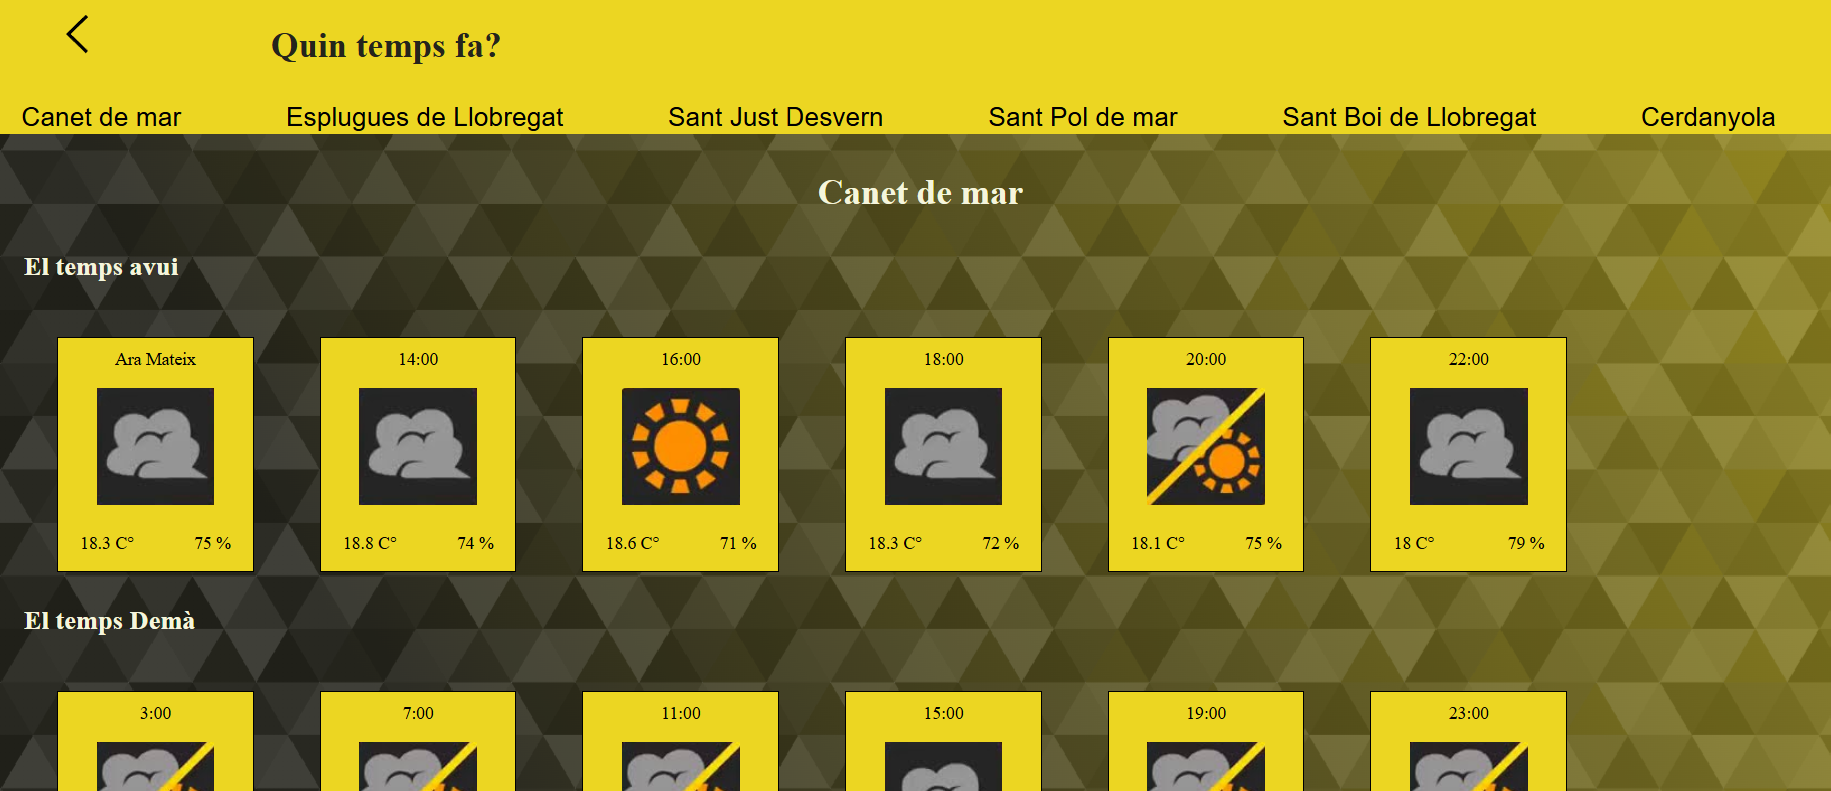 Quin temps fa?
Canet de mar Esplugues de Llobregat Sant Just Desvern Sant Pol de mar Sant Boi de Llobregat Cerdanyola
Canet de mar
El temps avui
Ara Mateix 14:00 16:00 18:00 20:00 22:00
18.3 C° 75 % 18.8 C° 74 % 18.6 C° 71 % 18.3 C° 72 % 18.1 C° 75 % 18 C° 79 %
El temps Demà
3:00 7:00 11:00 15:00 19:00 23:00